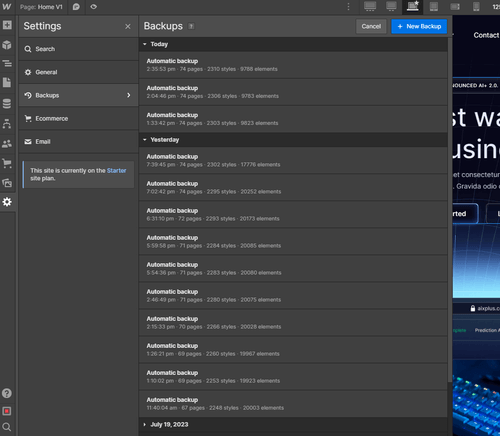 Page: Home V1
Settings
Search
General
Backups
Ecommerce
Email
This site is currently on the Starter
site plan.
Backups
Cancel
+ New Backup
Today
Automatic backup
2:35:53 pm · 74 pages · 2310 styles · 9786 elements
Automatic backup
2:04:46 pm · 74 pages · 2306 styles · 9763 elements
Automatic backup
1:33:42 pm · 74 pages · 2303 styles · 9623 elements
Yesterday
Automatic backup
7:39:45 pm · 74 pages · 2302 styles · 17776 elements
Automatic backup
7:02:42 pm · 74 pages · 2295 styles · 20252 elements
Automatic backup
6:31:10 pm · 72 pages · 2293 styles · 20173 elements
Automatic backup
5:59:58 pm · 71 pages · 2284 styles · 20085 elements
Automatic backup
5:54:36 pm · 71 pages · 2283 styles · 20080 elements
Automatic backup
2:46:49 pm · 71 pages · 2280 styles · 20075 elements
Automatic backup
2:15:33 pm · 70 pages · 2266 styles · 20028 elements
Automatic backup
1:26:21 pm · 69 pages · 2260 styles · 19967 elements
Automatic backup
1:10:02 pm · 69 pages · 2253 styles · 19923 elements
Automatic backup
11:40:04 am · 67 pages · 2248 styles · 20003 elements
July 19, 2023
Contact
OUNCED AI+ 2.0.
st wa
usin
et consectetur
. Gravida odio
rted
aixplus.c
Prediction